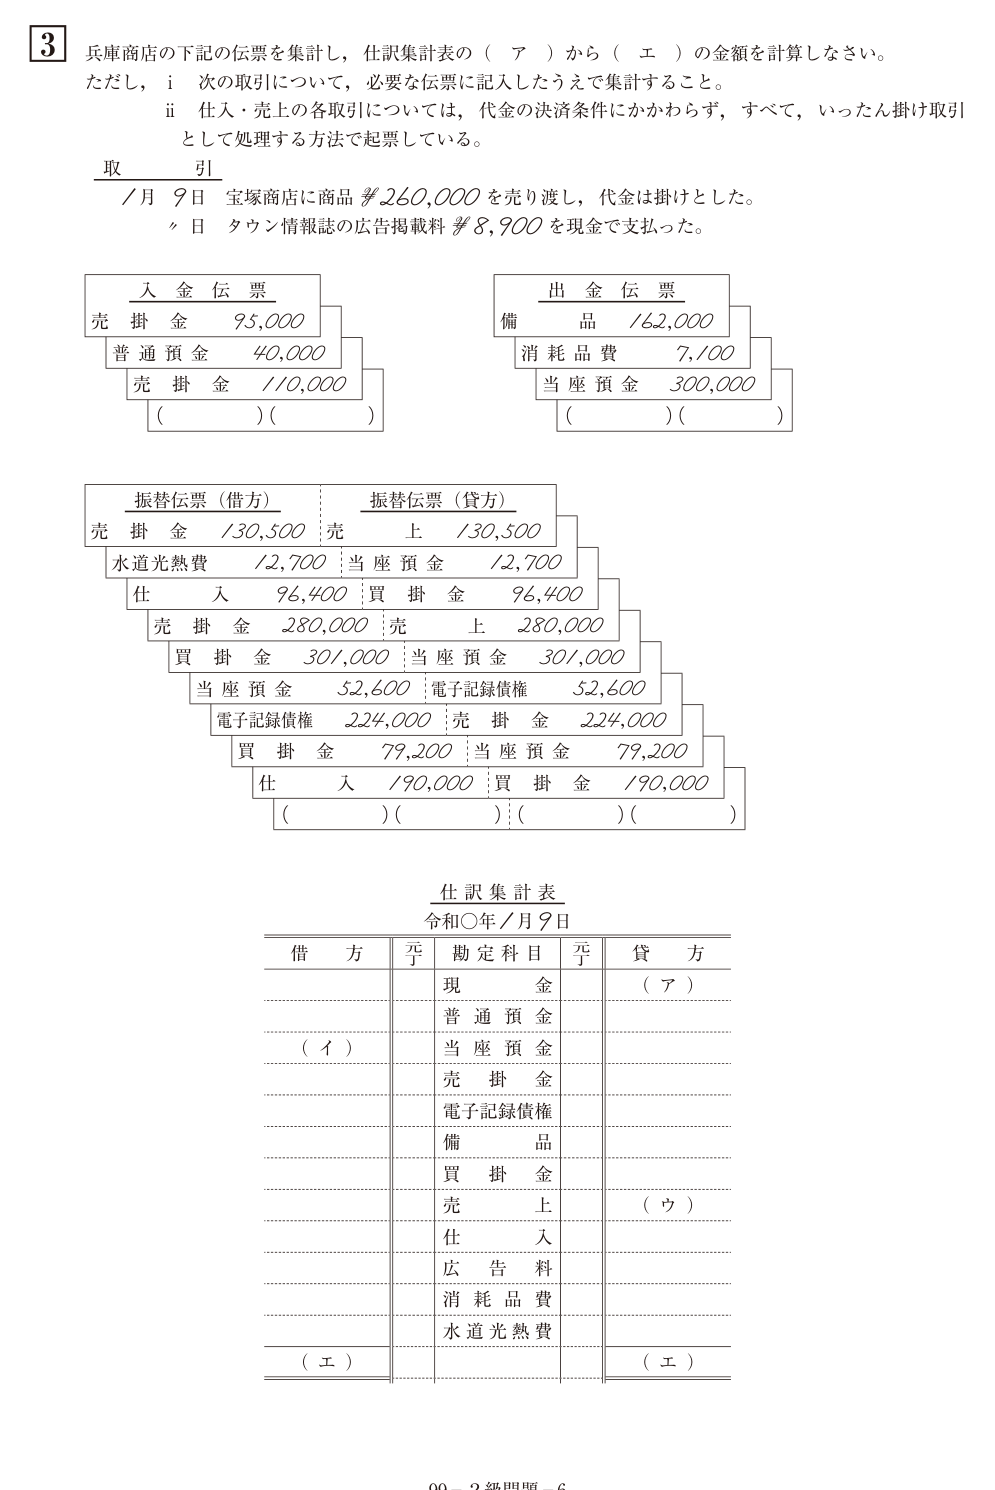 3 兵庫商店の下記の伝票を集計し，仕訳集計表の（　ア　）から（　エ　）の金額を計算しなさい。
ただし，ⅰ　次の取引について，必要な伝票に記入したうえで集計すること。
ⅱ　仕入・売上の各取引については，代金の決済条件にかかわらず，すべて，いったん掛け取引
として処理する方法で起票している。
取　　引
1月 9日　宝塚商店に商品¥260,000を売り渡し，代金は掛けとした。
〃 日　タウン情報誌の広告掲載料¥8,900を現金で支払った。
入金伝票
売掛金 95,000
普通預金 40,000
売掛金 110,000
(　　　)(　　　)
出金伝票
備品 162,000
消耗品費 7,100
当座預金 300,000
(　　　)(　　　)
振替伝票（借方） 振替伝票（貸方）
売掛金 130,500 売上 130,500
水道光熱費 12,700 当座預金 12,700
仕入 96,400 買掛金 96,400
売掛金 280,000 売上 280,000
買掛金 301,000 当座預金 301,000
当座預金 52,600 電子記録債権 52,600
電子記録債権 224,000 売掛金 224,000
買掛金 79,200 当座預金 79,200
仕入 190,000 買掛金 190,000
(　　　)(　　　) (　　　)(　　　)
仕訳集計表
令和〇年1月9日
借方 元丁 勘定科目 元丁 貸方
現金 （ア）
普通預金
（イ） 当座預金
売掛金
電子記録債権
備品
買掛金
売上 （ウ）
仕入
広告料
消耗品費
水道光熱費
（エ） （エ）